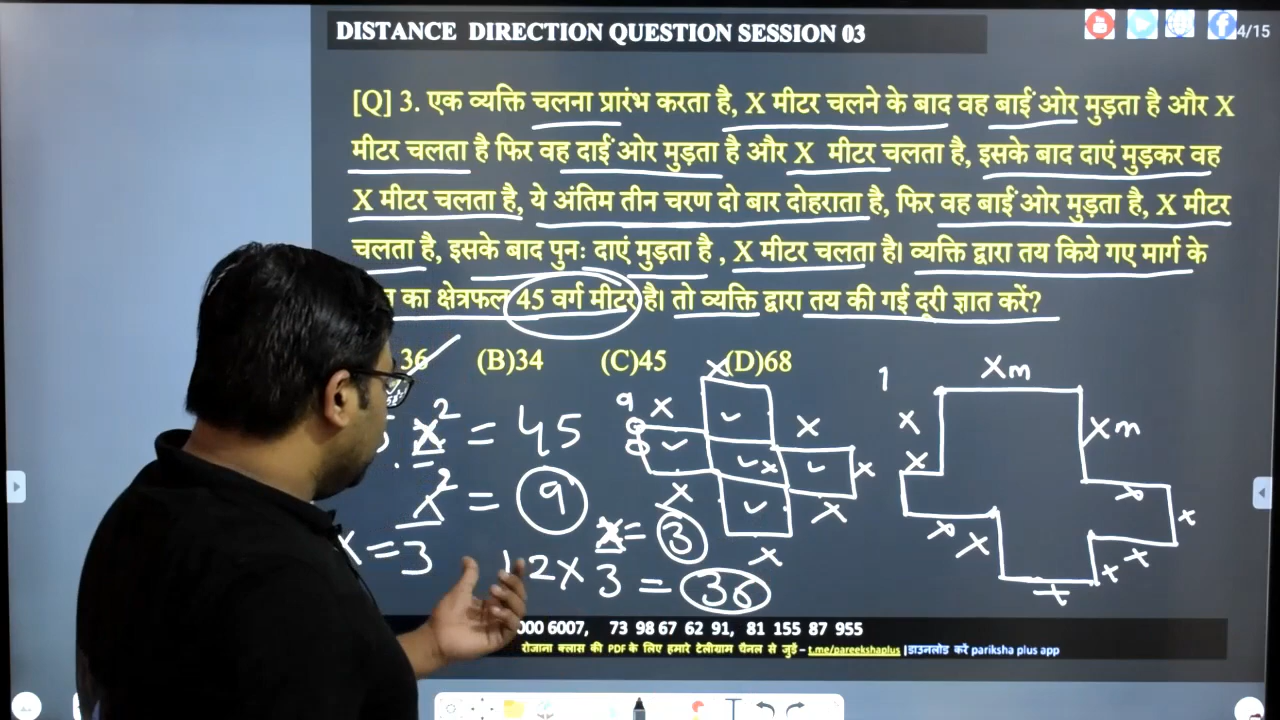 DISTANCE DIRECTION QUESTION SESSION 03
4/15
[Q] 3. एक व्यक्ति चलना प्रारंभ करता है, X मीटर चलने के बाद वह बाईं ओर मुड़ता है और X
मीटर चलता है फिर वह दाईं ओर मुड़ता है और X मीटर चलता है, इसके बाद दाएं मुड़कर वह
X मीटर चलता है, ये अंतिम तीन चरण दो बार दोहराता है, फिर वह बाईं ओर मुड़ता है, X मीटर
चलता है, इसके बाद पुनः दाएं मुड़ता है , X मीटर चलता है। व्यक्ति द्वारा तय किये गए मार्ग के
का क्षेत्रफल 45 वर्ग मीटर है। तो व्यक्ति द्वारा तय की गई दूरी ज्ञात करें?
36 (B)34 (C)45 (D)68
x² = 45
x² = 9
x = 3
x = 3
12 x 3 = 36
9 x x x x x x x x
1 x m x m x x x x x x x x x
000 6007, 73 98 67 62 91, 81 155 87 955
रोजाना क्लास की PDF के लिए हमारे टेलीग्राम चैनल से जुड़ें – t.me/pareekshaplus |डाउनलोड करें pariksha plus app